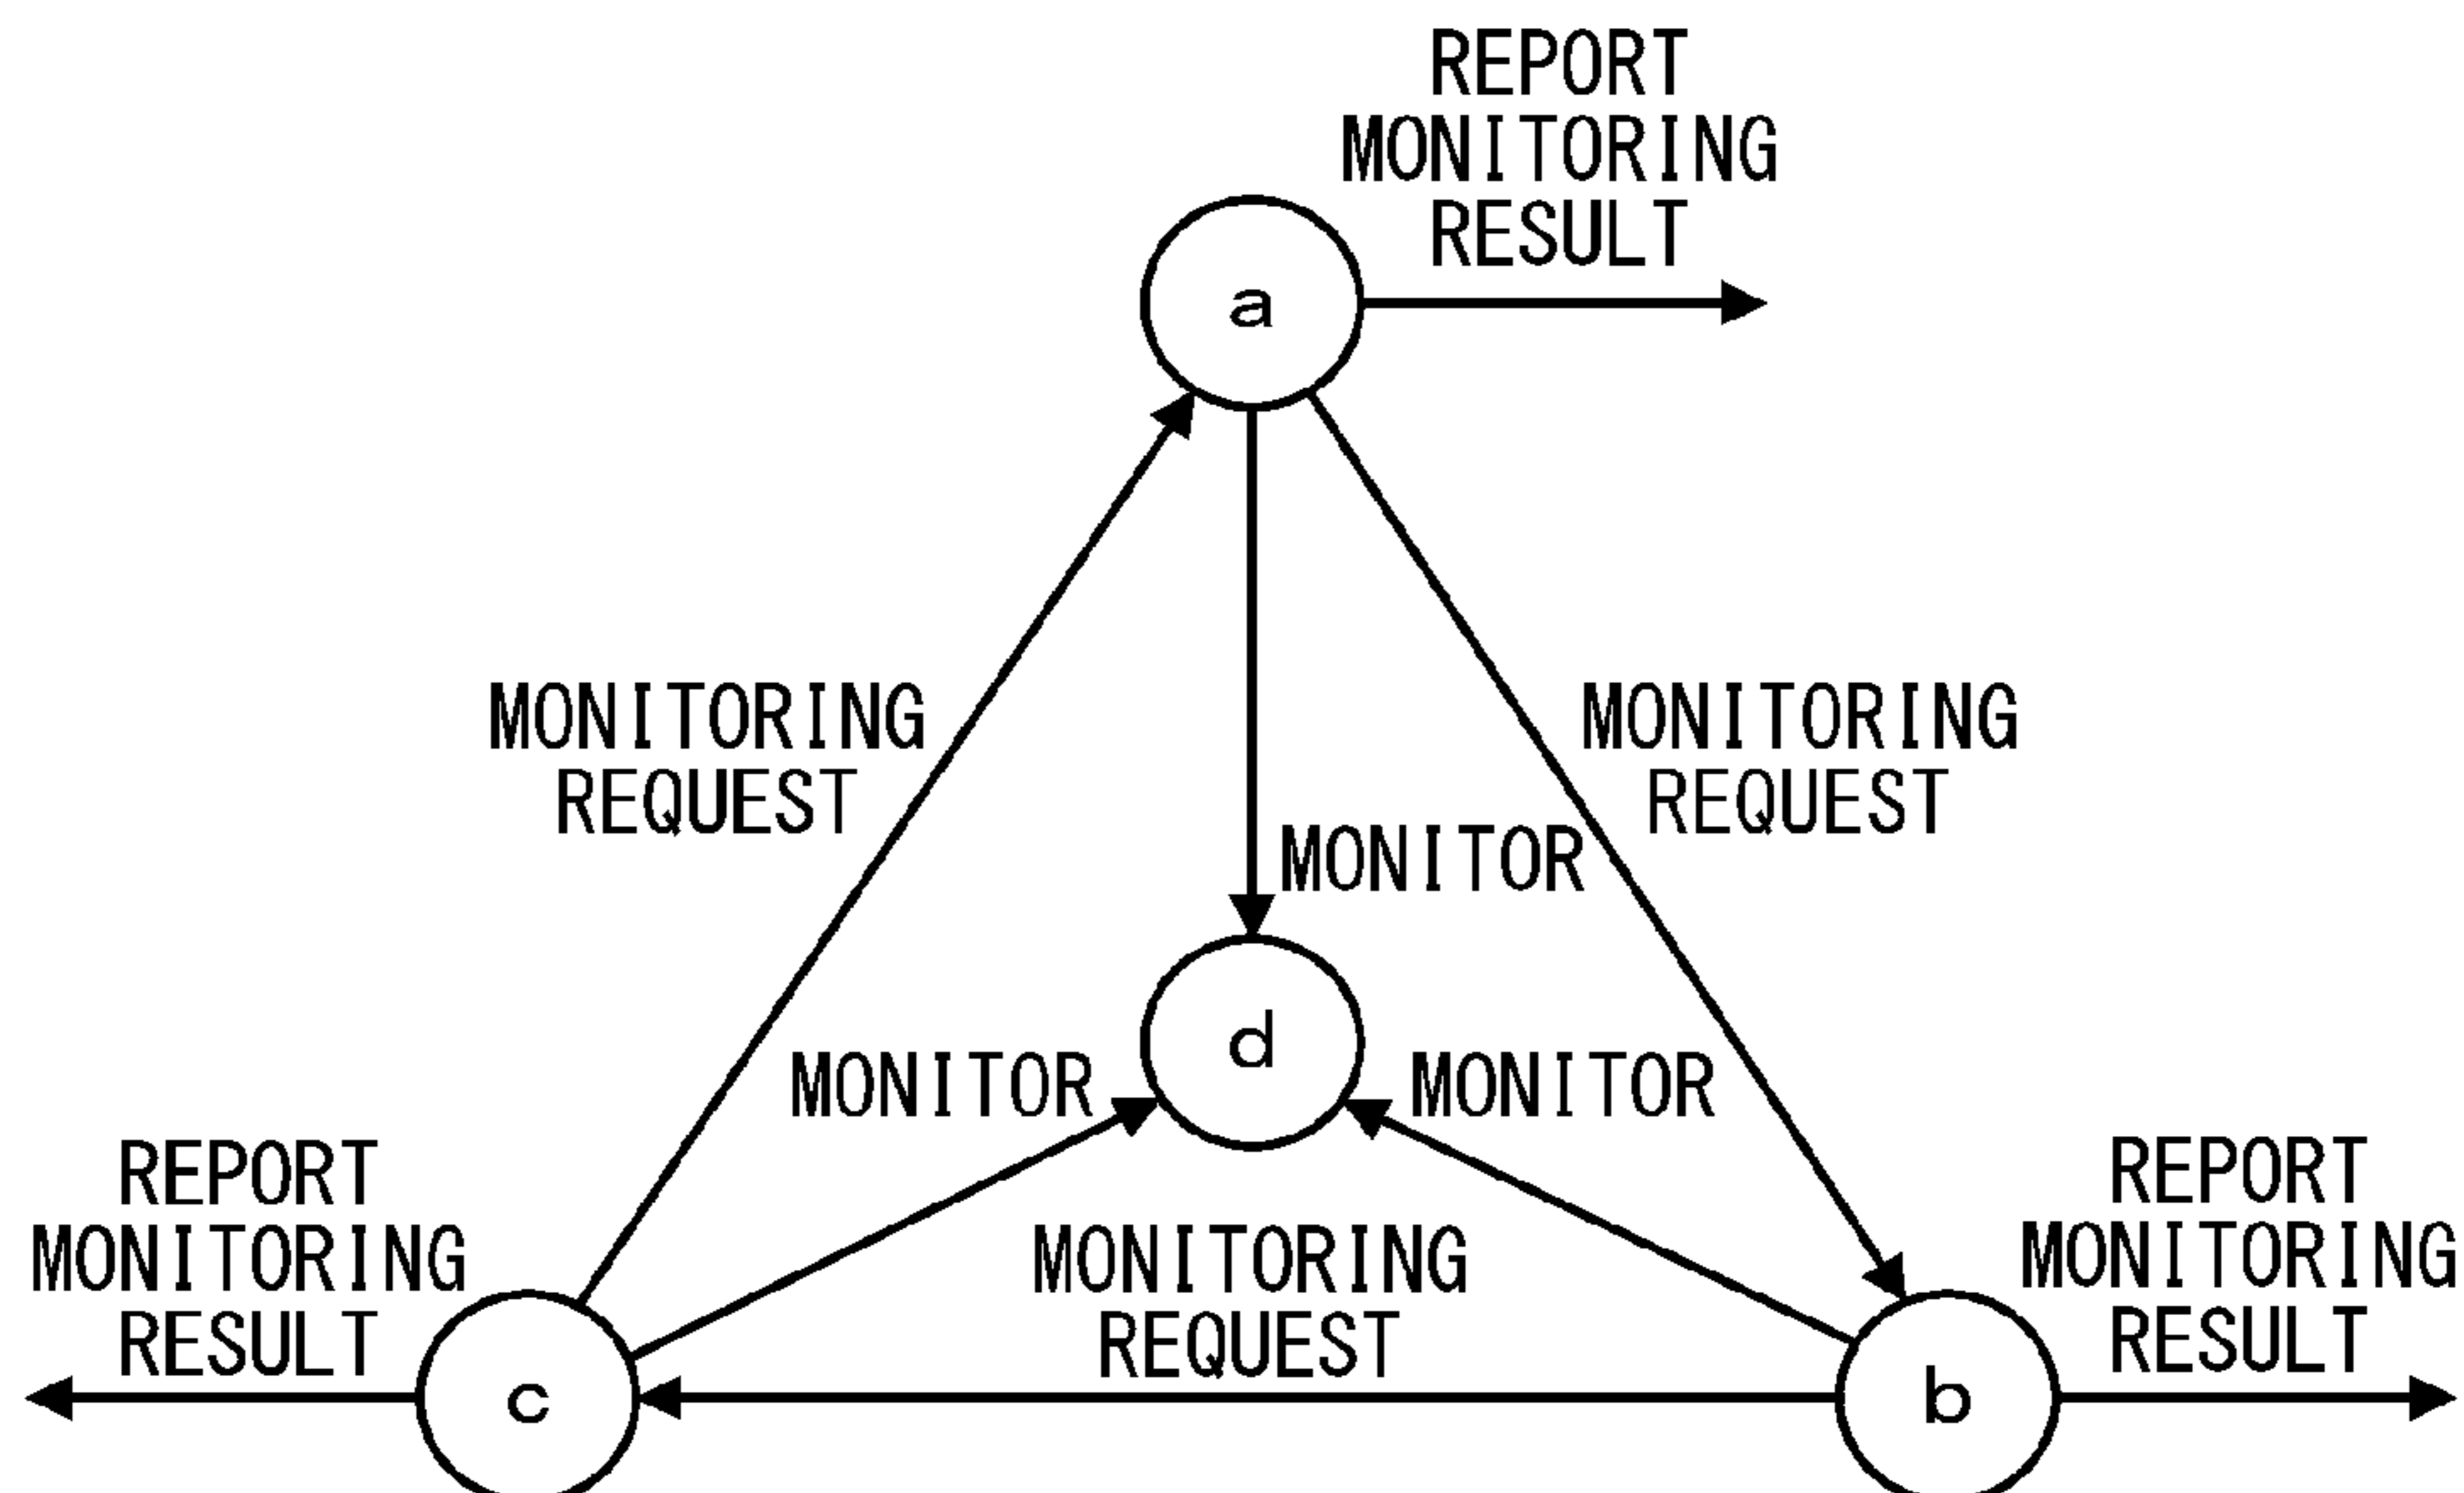 REPORT
MONITORING
RESULT
a
MONITORING
REQUEST
MONITORING
REQUEST
MONITOR
d
MONITOR
MONITOR
REPORT
MONITORING
RESULT
MONITORING
REQUEST
REPORT
MONITORING
RESULT
c
b